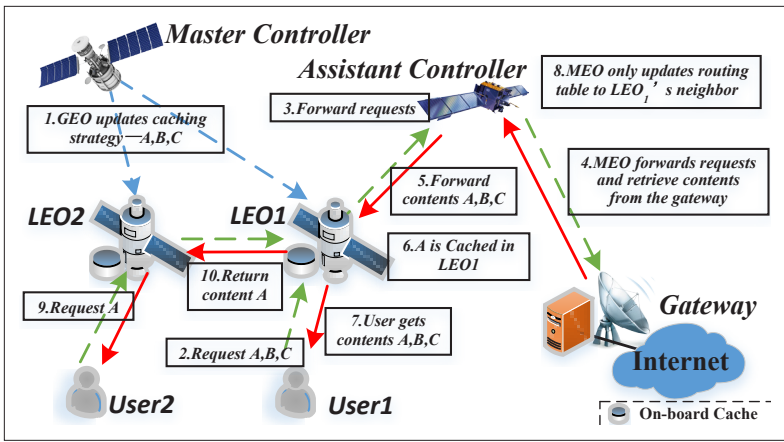 Master Controller
Assistant Controller
1.GEO updates caching
strategy—A,B,C
3.Forward requests
8.MEO only updates routing
table to LEO1's neighbor
4.MEO forwards requests
and retrieve contents
from the gateway
5.Forward
contents A,B,C
LEO2
LEO1
6.A is Cached in
LEO1
10.Return
content A
9.Request A
7.User gets
contents A,B,C
2.Request A,B,C
Gateway
Internet
User2
User1
On-board Cache